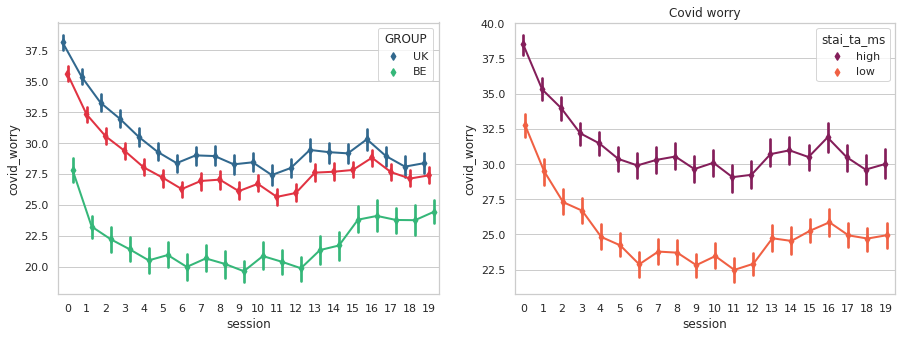 GROUP
UK
BE
37.5
35.0
32.5
30.0
27.5
25.0
22.5
20.0
covid_worry
0 1 2 3 4 5 6 7 8 9 10 11 12 13 14 15 16 17 18 19
session
Covid worry
stai_ta_ms
high
low
40.0
37.5
35.0
32.5
30.0
27.5
25.0
22.5
covid_worry
0 1 2 3 4 5 6 7 8 9 10 11 12 13 14 15 16 17 18 19
session